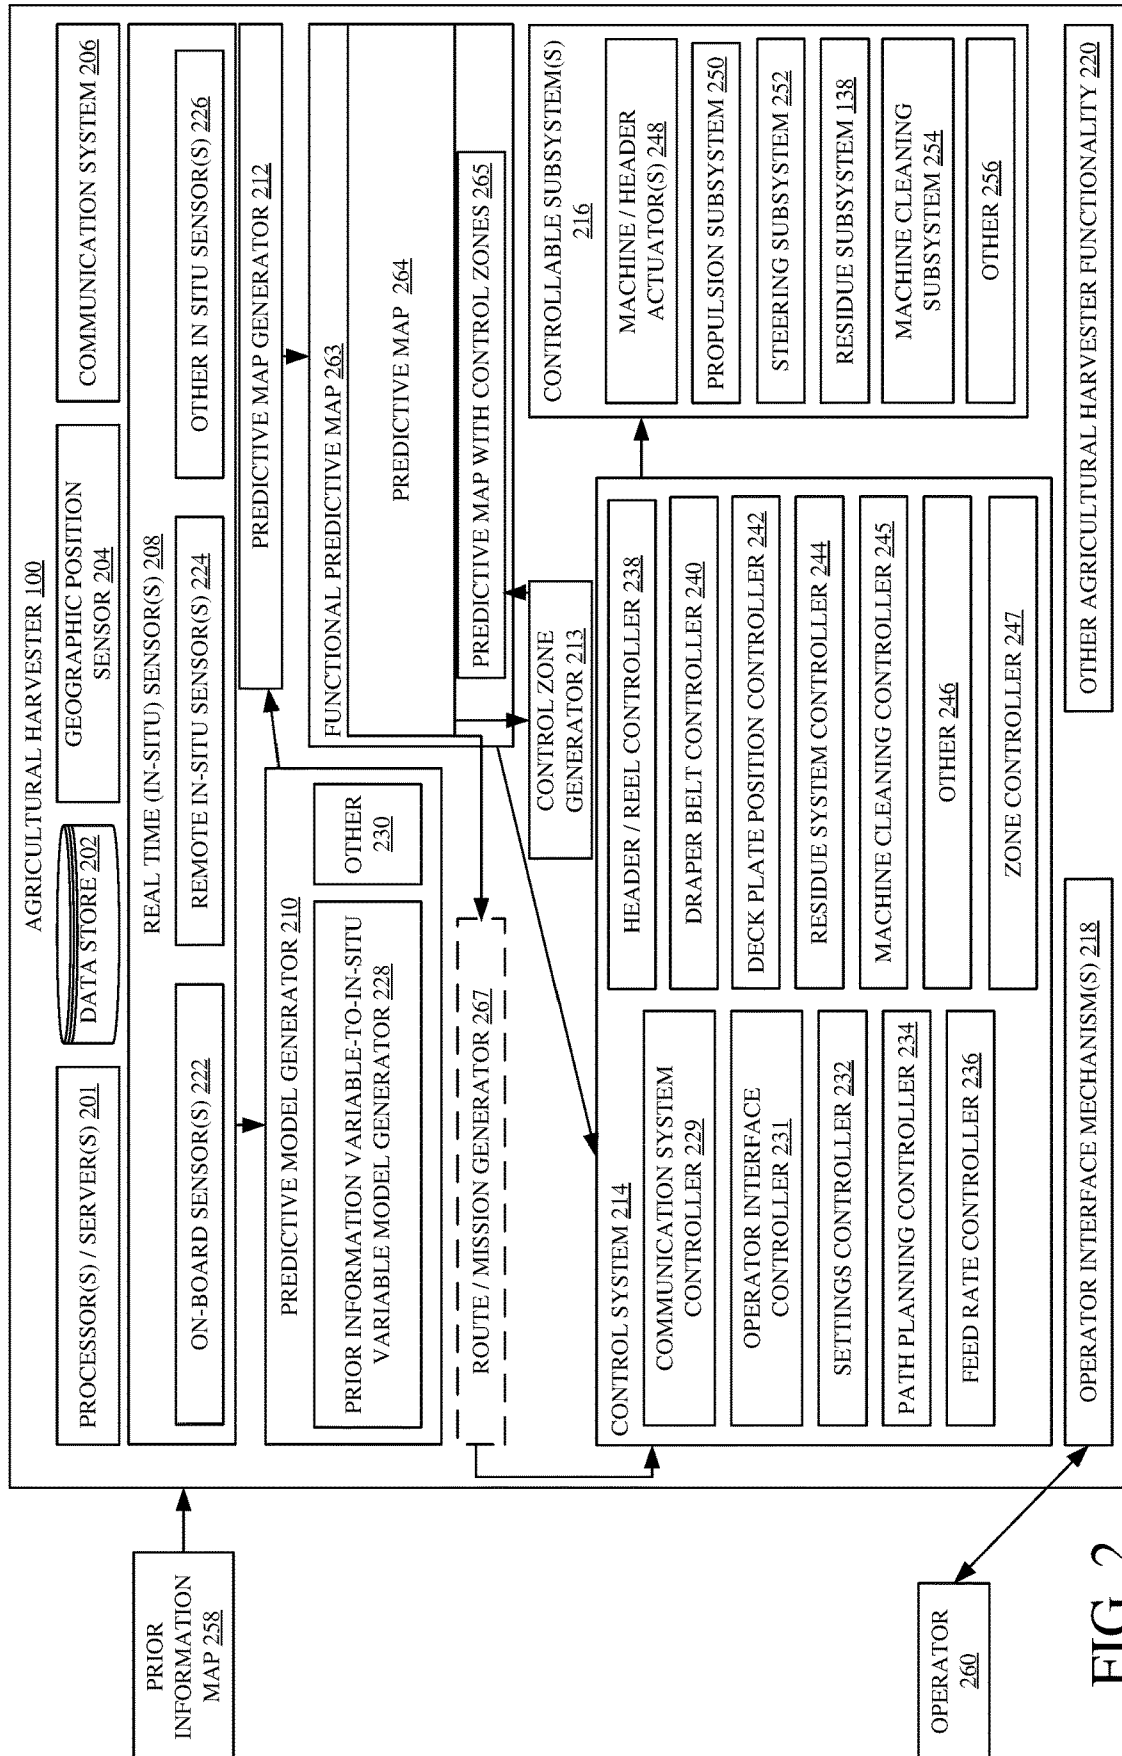 AGRICULTURAL HARVESTER 100
PROCESSOR(S) / SERVER(S) 201
DATA STORE 202
GEOGRAPHIC POSITION
SENSOR 204
COMMUNICATION SYSTEM 206
REAL TIME (IN-SITU) SENSOR(S) 208
ON-BOARD SENSOR(S) 222
REMOTE IN-SITU SENSOR(S) 224
OTHER IN SITU SENSOR(S) 226
PRIOR
INFORMATION
MAP 258
PREDICTIVE MODEL GENERATOR 210
PRIOR INFORMATION VARIABLE-TO-IN-SITU
VARIABLE MODEL GENERATOR 228
OTHER
230
PREDICTIVE MAP GENERATOR 212
FUNCTIONAL PREDICTIVE MAP 263
PREDICTIVE MAP 264
PREDICTIVE MAP WITH CONTROL ZONES 265
ROUTE / MISSION GENERATOR 267
CONTROL ZONE
GENERATOR 213
CONTROL SYSTEM 214
COMMUNICATION SYSTEM
CONTROLLER 229
OPERATOR INTERFACE
CONTROLLER 231
SETTINGS CONTROLLER 232
PATH PLANNING CONTROLLER 234
FEED RATE CONTROLLER 236
HEADER / REEL CONTROLLER 238
DRAPER BELT CONTROLLER 240
DECK PLATE POSITION CONTROLLER 242
RESIDUE SYSTEM CONTROLLER 244
MACHINE CLEANING CONTROLLER 245
OTHER 246
ZONE CONTROLLER 247
CONTROLLABLE SUBSYSTEM(S)
216
MACHINE / HEADER
ACTUATOR(S) 248
PROPULSION SUBSYSTEM 250
STEERING SUBSYSTEM 252
RESIDUE SUBSYSTEM 138
MACHINE CLEANING
SUBSYSTEM 254
OTHER 256
OPERATOR INTERFACE MECHANISM(S) 218
OTHER AGRICULTURAL HARVESTER FUNCTIONALITY 220
OPERATOR
260
FIG. 2